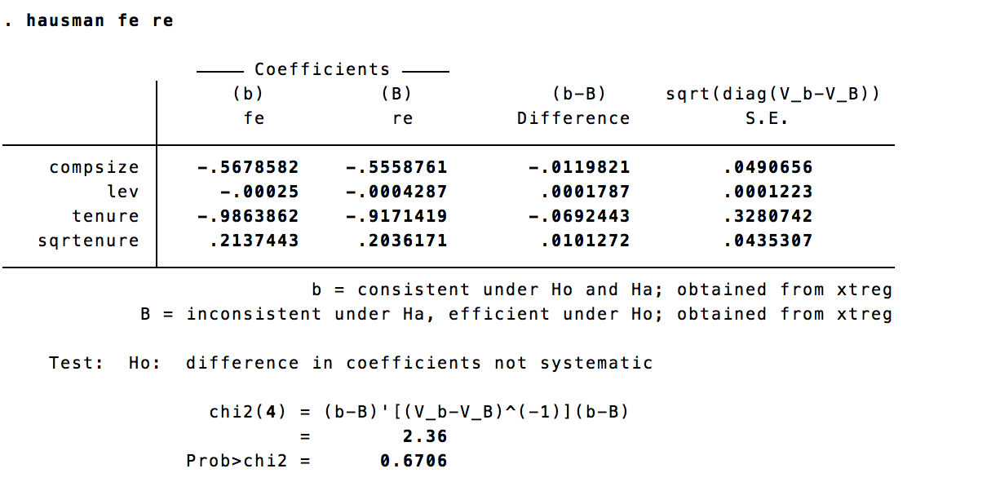 . hausman fe re
Coefficients
(b) (B) (b-B) sqrt(diag(V_b-V_B))
fe re Difference S.E.
compsize -.5678582 -.5558761 -.0119821 .0490656
lev -.00025 -.0004287 .0001787 .0001223
tenure -.9863862 -.9171419 -.0692443 .3280742
sqrtenure .2137443 .2036171 .0101272 .0435307
b = consistent under Ho and Ha; obtained from xtreg
B = inconsistent under Ha, efficient under Ho; obtained from xtreg
Test: Ho: difference in coefficients not systematic
chi2(4) = (b-B)'[(V_b-V_B)^(-1)](b-B)
= 2.36
Prob>chi2 = 0.6706